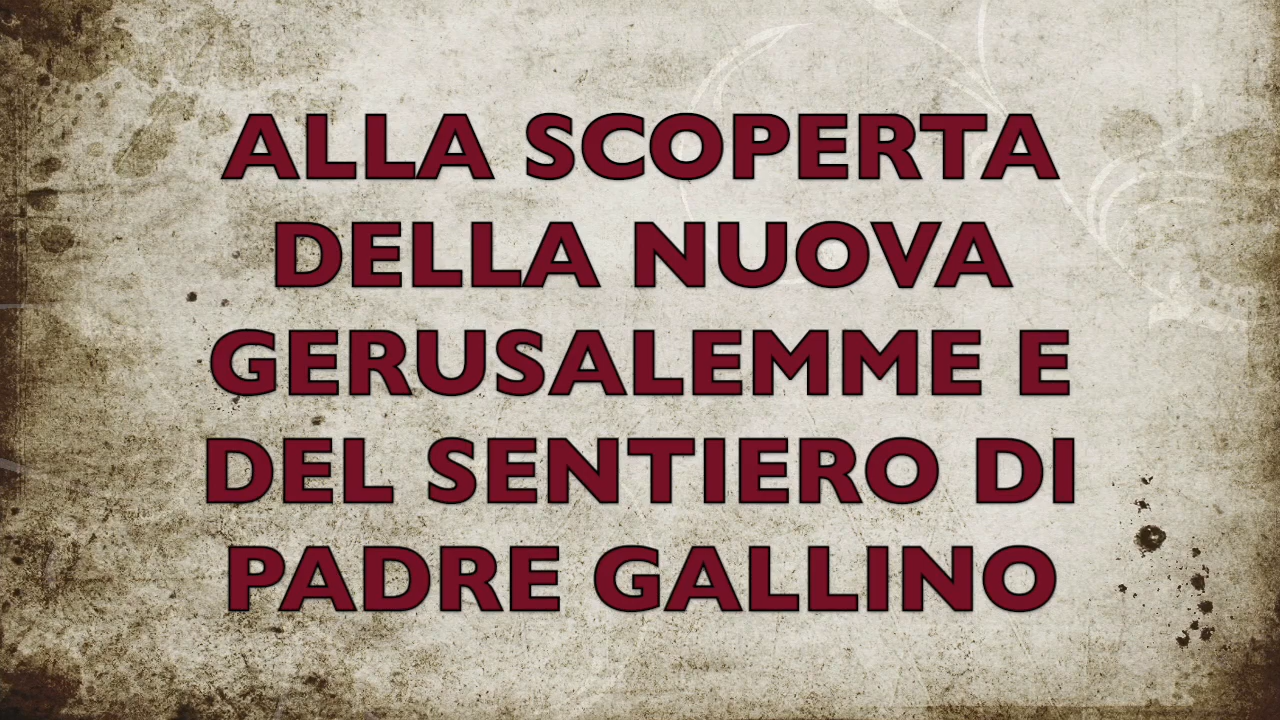 ALLA SCOPERTA
DELLA NUOVA
GERUSALEMME E
DEL SENTIERO DI
PADRE GALLINO